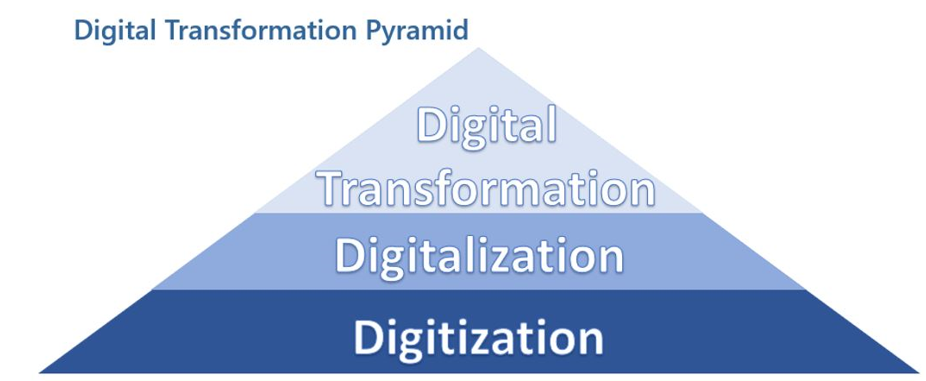 Digital Transformation Pyramid
Digital
Transformation
Digitalization
Digitization